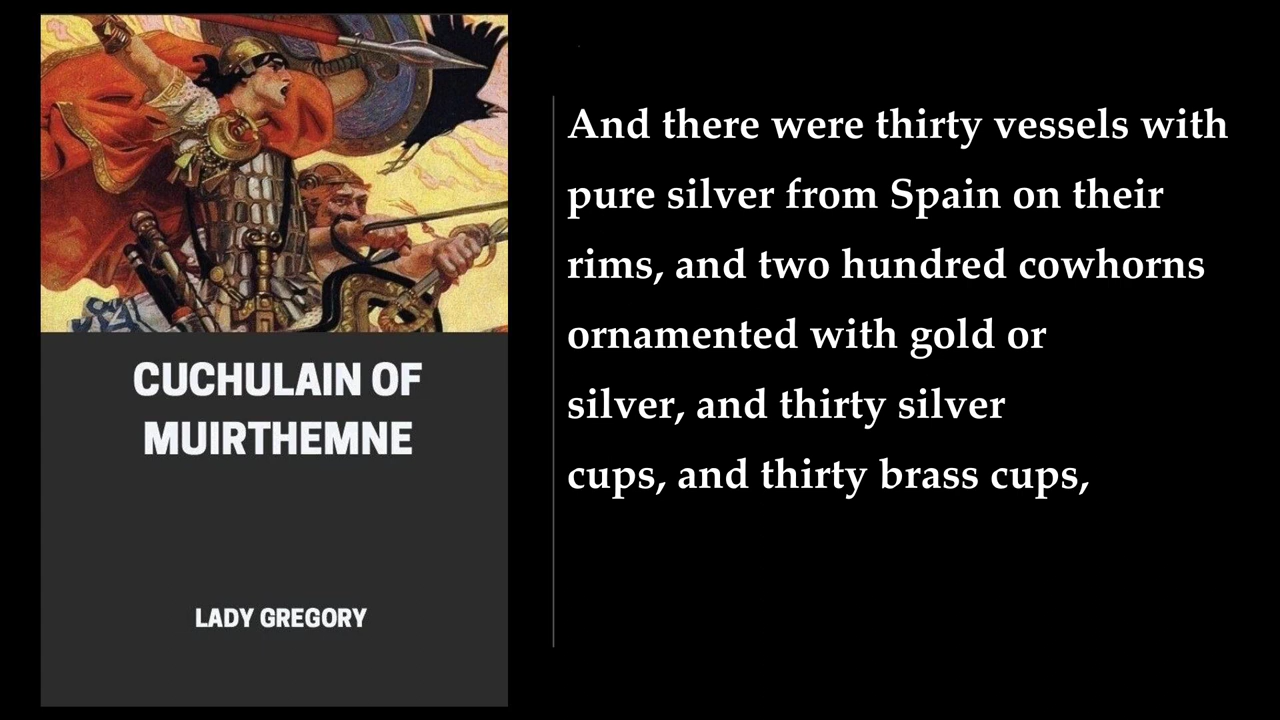 CUCHULAIN OF
MUIRTHEMNE
LADY GREGORY
And there were thirty vessels with
pure silver from Spain on their
rims, and two hundred cowhorns
ornamented with gold or
silver, and thirty silver
cups, and thirty brass cups,